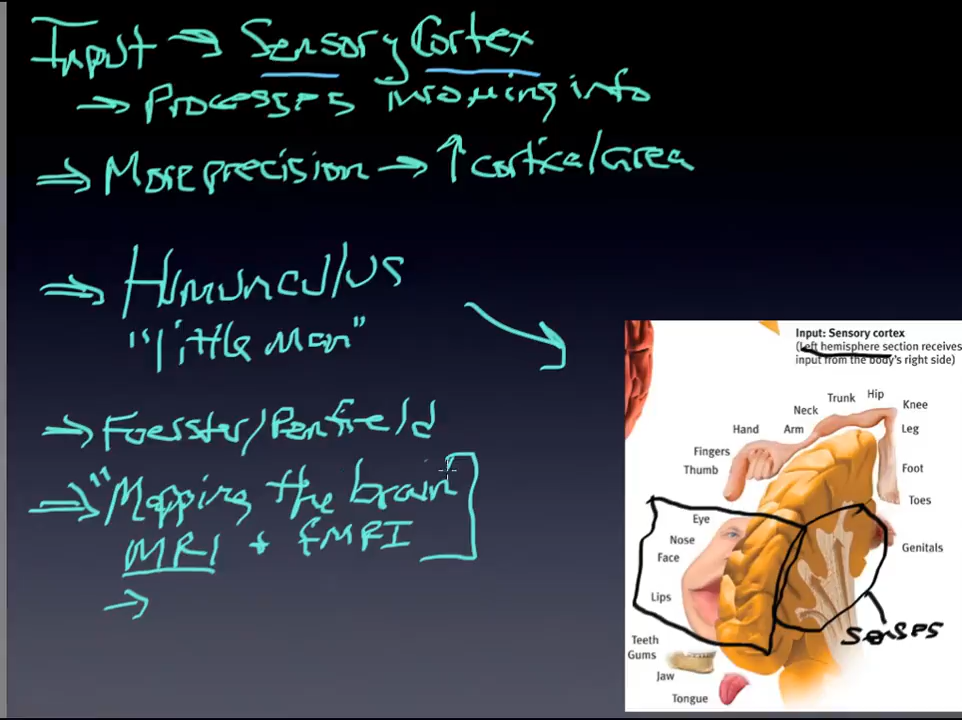 Input → Sensory Cortex
→ Processes incoming info
⇒ More precision → ↑ cortical area
⇒ Humunculus
"little man"
⇒ Foesster/Penfield
⇒ "Mapping the brain
MRI + fMRI
→
Input: Sensory cortex
(Left hemisphere section receives
input from the body's right side)
Trunk
Hip
Neck
Knee
Hand
Arm
Leg
Fingers
Thumb
Foot
Toes
Eye
Nose
Face
Genitals
Lips
senses
Teeth
Gums
Jaw
Tongue